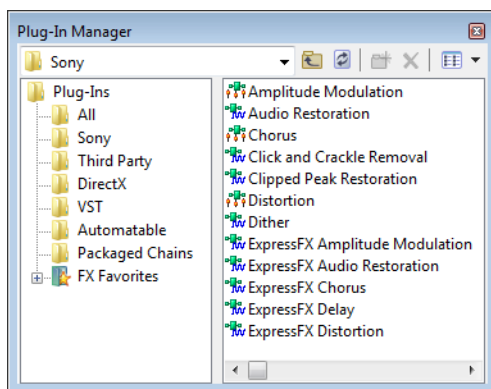 Plug-In Manager
Sony
Plug-Ins
All
Sony
Third Party
DirectX
VST
Automatable
Packaged Chains
FX Favorites
Amplitude Modulation
Audio Restoration
Chorus
Click and Crackle Removal
Clipped Peak Restoration
Distortion
Dither
ExpressFX Amplitude Modulation
ExpressFX Audio Restoration
ExpressFX Chorus
ExpressFX Delay
ExpressFX Distortion